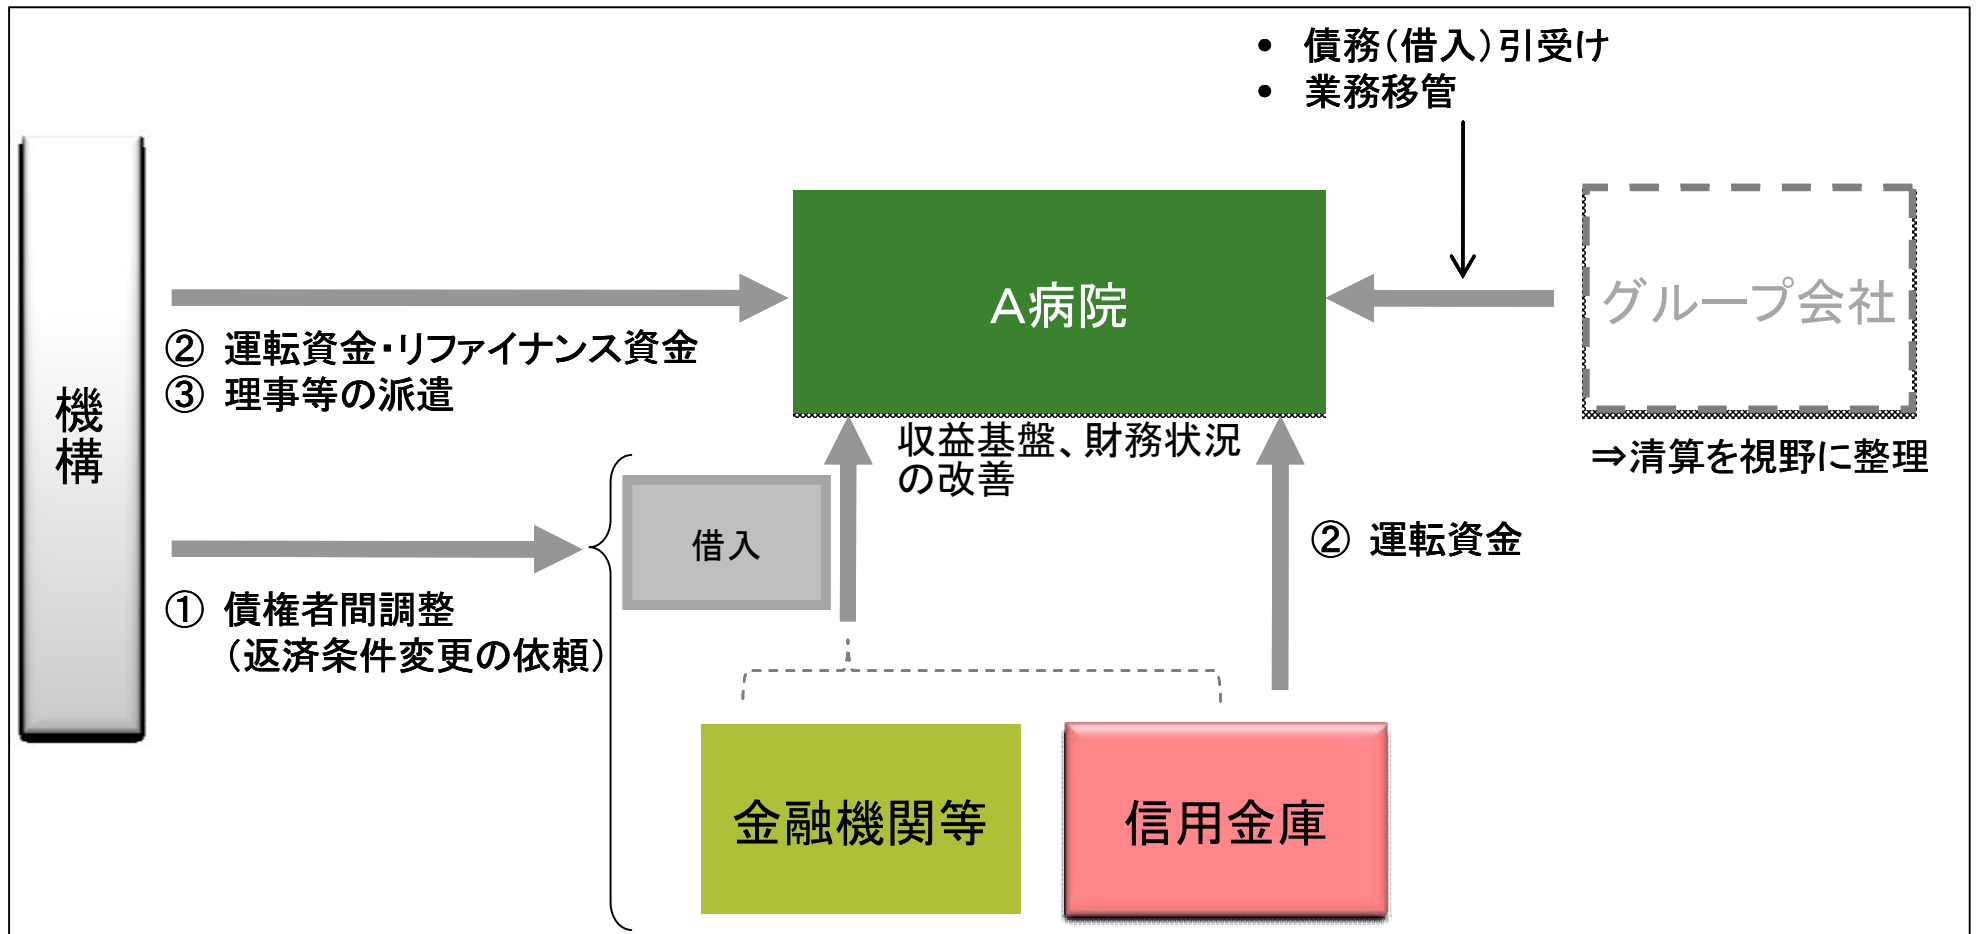 • 債務（借入）引受け
• 業務移管
機構
A病院
グループ会社
② 運転資金・リファイナンス資金
③ 理事等の派遣
収益基盤、財務状況
の改善
⇒清算を視野に整理
借入
② 運転資金
① 債権者間調整
（返済条件変更の依頼）
金融機関等
信用金庫